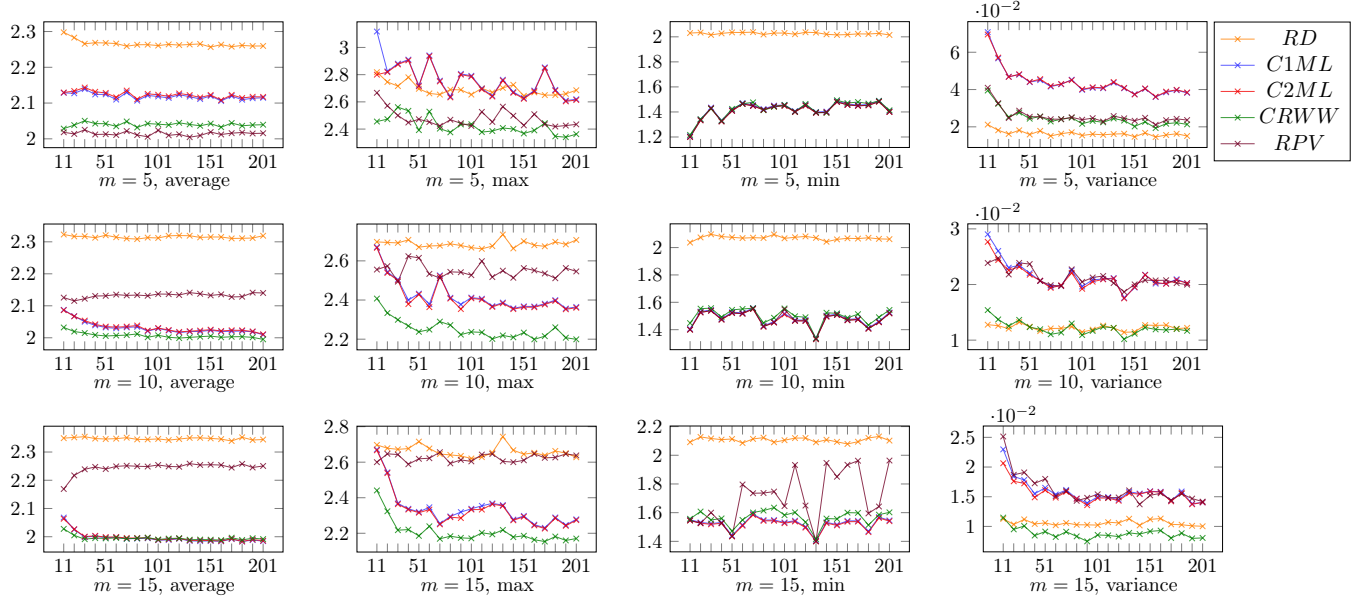 2.3
2.2
2.1
2
11 51 101 151 201
m = 5, average
3
2.8
2.6
2.4
11 51 101 151 201
m = 5, max
2
1.8
1.6
1.4
1.2
11 51 101 151 201
m = 5, min
·10−2
6
4
2
11 51 101 151 201
m = 5, variance
RD
C1ML
C2ML
CRWW
RPV
2.3
2.2
2.1
2
11 51 101 151 201
m = 10, average
2.6
2.4
2.2
11 51 101 151 201
m = 10, max
2
1.8
1.6
1.4
11 51 101 151 201
m = 10, min
·10−2
3
2
1
11 51 101 151 201
m = 10, variance
2.3
2.2
2.1
2
11 51 101 151 201
m = 15, average
2.8
2.6
2.4
2.2
11 51 101 151 201
m = 15, max
2.2
2
1.8
1.6
1.4
11 51 101 151 201
m = 15, min
·10−2
2.5
2
1.5
1
11 51 101 151 201
m = 15, variance